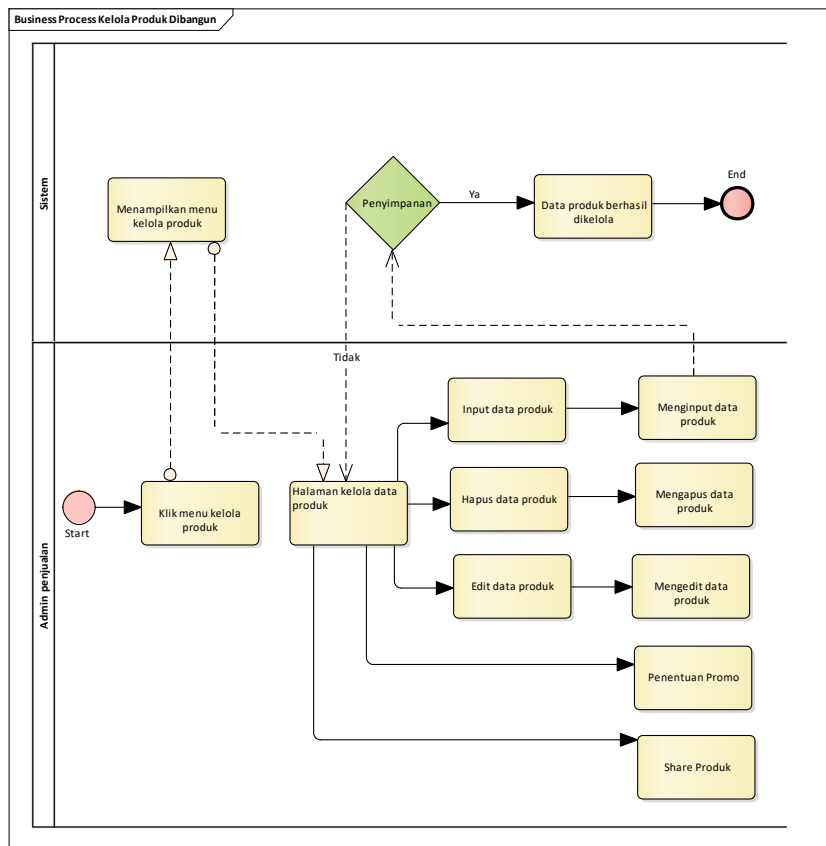 Business Process Kelola Produk Dibangun
Sistem
Menampilkan menu
kelola produk
Penyimpanan
Ya
Data produk berhasil
dikelola
End
Tidak
Admin penjualan
Start
Klik menu kelola
produk
Halaman kelola data
produk
Input data produk
Menginput data
produk
Hapus data produk
Mengapus data
produk
Edit data produk
Mengedit data
produk
Penentuan Promo
Share Produk